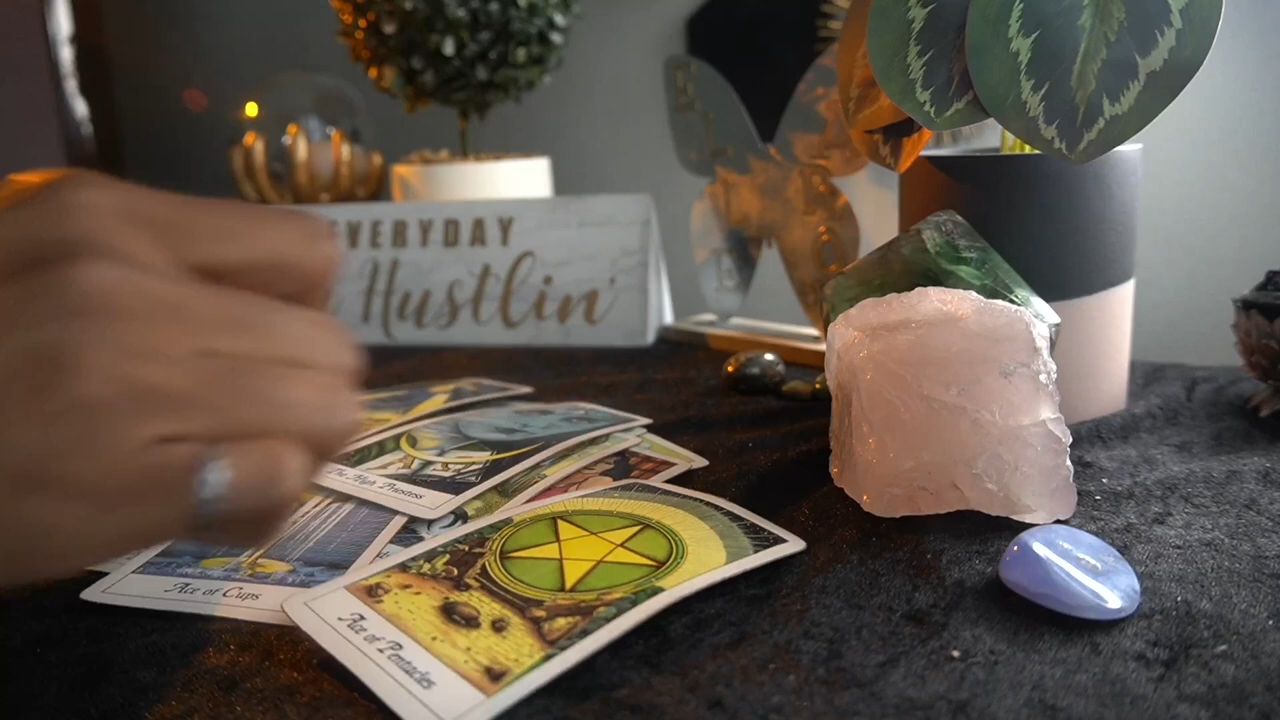 EVERYDAY
Hustlin'
The High Priestess
Ace of Cups
Ace of Pentacles